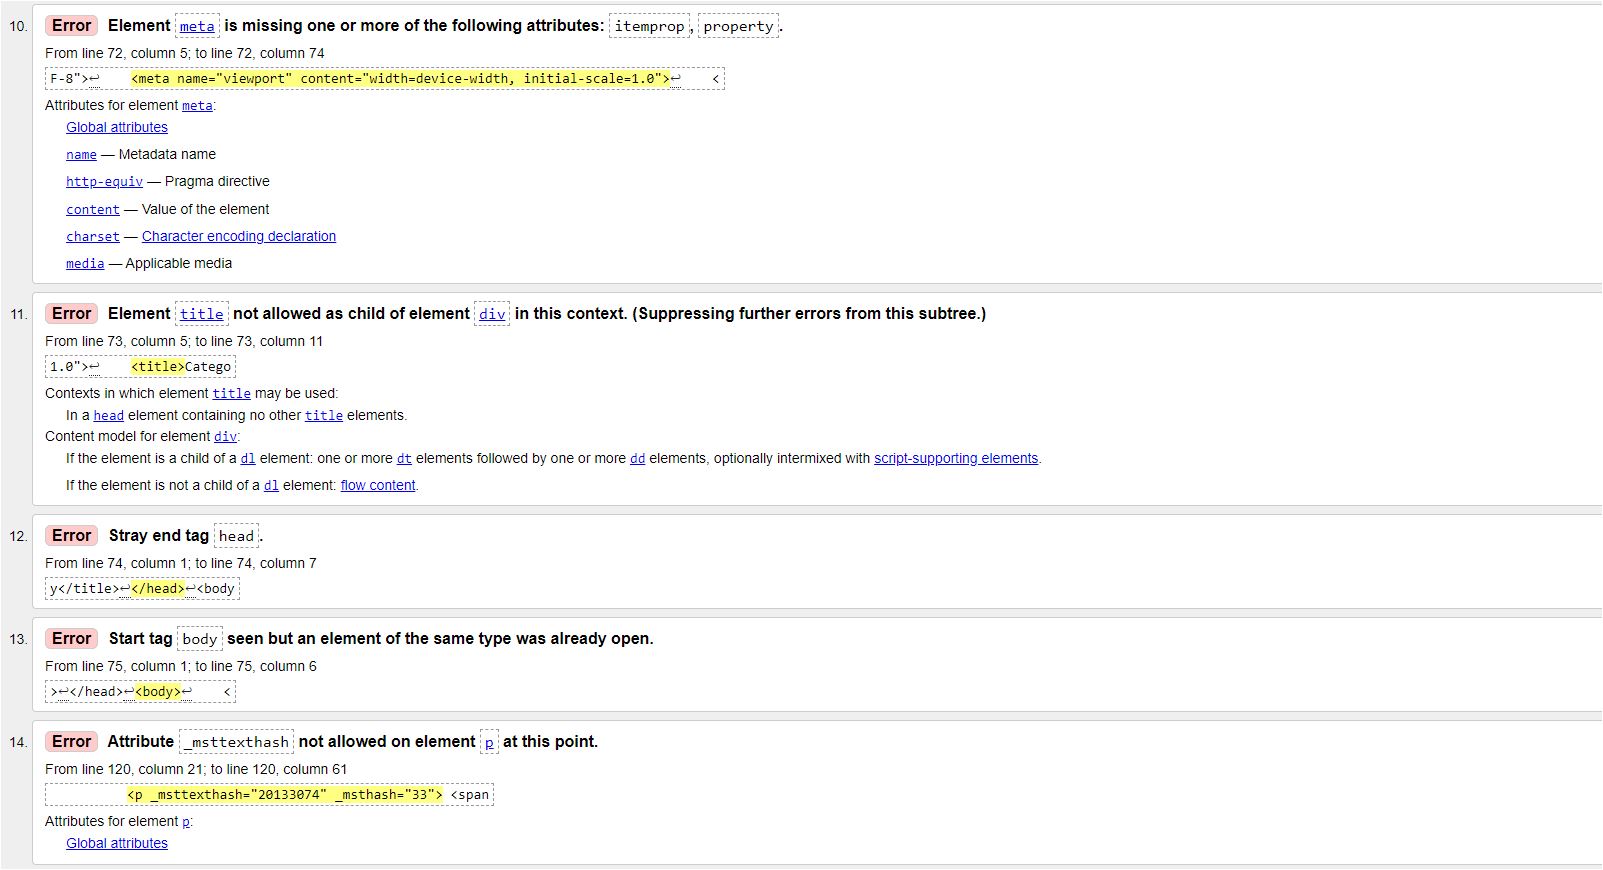 10. Error Element meta is missing one or more of the following attributes: itemprop, property.
From line 72, column 5; to line 72, column 74
F-8">↩    <meta name="viewport" content="width=device-width, initial-scale=1.0">↩    <
Attributes for element meta:
Global attributes
name — Metadata name
http-equiv — Pragma directive
content — Value of the element
charset — Character encoding declaration
media — Applicable media
11. Error Element title not allowed as child of element div in this context. (Suppressing further errors from this subtree.)
From line 73, column 5; to line 73, column 11
1.0">↩    <title>Catego
Contexts in which element title may be used:
In a head element containing no other title elements.
Content model for element div:
If the element is a child of a dl element: one or more dt elements followed by one or more dd elements, optionally intermixed with script-supporting elements.
If the element is not a child of a dl element: flow content.
12. Error Stray end tag head.
From line 74, column 1; to line 74, column 7
y</title>↩</head>↩<body
13. Error Start tag body seen but an element of the same type was already open.
From line 75, column 1; to line 75, column 6
>↩</head>↩<body>↩    <
14. Error Attribute _msttexthash not allowed on element p at this point.
From line 120, column 21; to line 120, column 61
<p _msttexthash="20133074" _msthash="33"> <span
Attributes for element p:
Global attributes